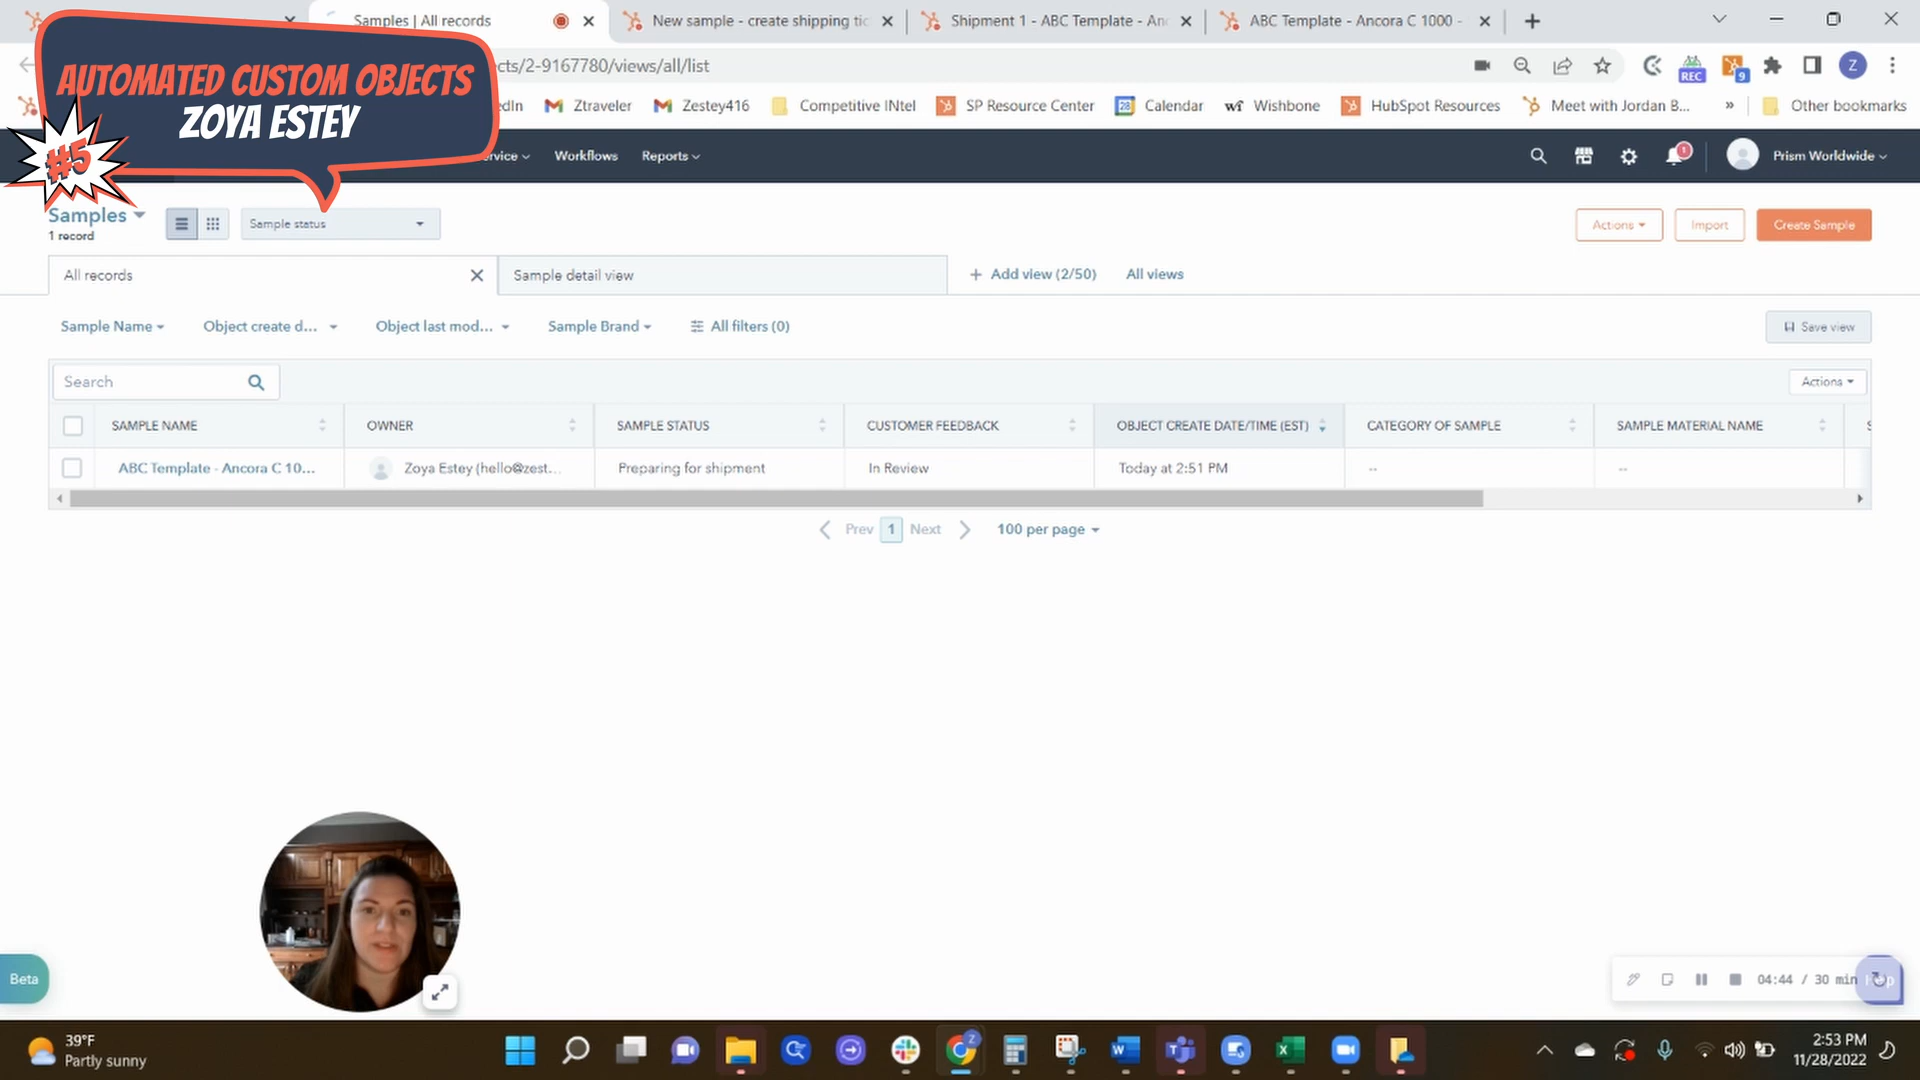 Samples | All records
New sample - create shipping tic
Shipment 1 - ABC Template - Anc
ABC Template - Ancora C 1000 -
AUTOMATED CUSTOM OBJECTS
ZOYA ESTEY
#5
cts/2-9167780/views/all/list
REC
9
Z
edIn
Ztraveler
Zestey416
Competitive INtel
SP Resource Center
28
Calendar
wf
Wishbone
HubSpot Resources
Meet with Jordan B...
»
Other bookmarks
ervice
Workflows
Reports
1
Prism Worldwide
Samples
1 record
Sample status
Actions
Import
Create Sample
All records
Sample detail view
+ Add view (2/50)
All views
Sample Name
Object create d...
Object last mod...
Sample Brand
All filters (0)
Save view
Search
Actions
SAMPLE NAME
OWNER
SAMPLE STATUS
CUSTOMER FEEDBACK
OBJECT CREATE DATE/TIME (EST)
CATEGORY OF SAMPLE
SAMPLE MATERIAL NAME
ABC Template - Ancora C 10...
Zoya Estey (hello@zest...
Preparing for shipment
In Review
Today at 2:51 PM
--
--
Prev
1
Next
100 per page
Beta
04:44 / 30 min
39°F
Partly sunny
2:53 PM
11/28/2022